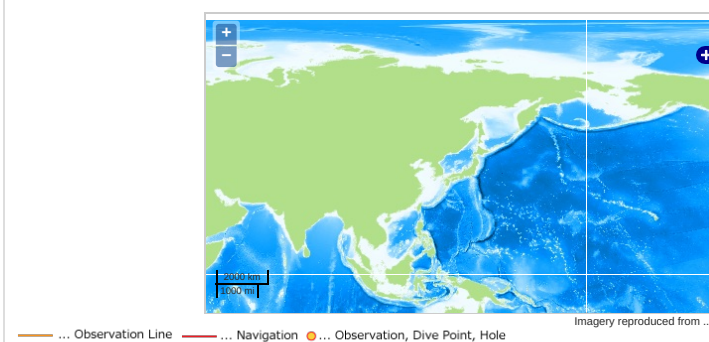 +
−
+
2000 km
1000 mi
Imagery reproduced from ...
... Observation Line ... Navigation ... Observation, Dive Point, Hole